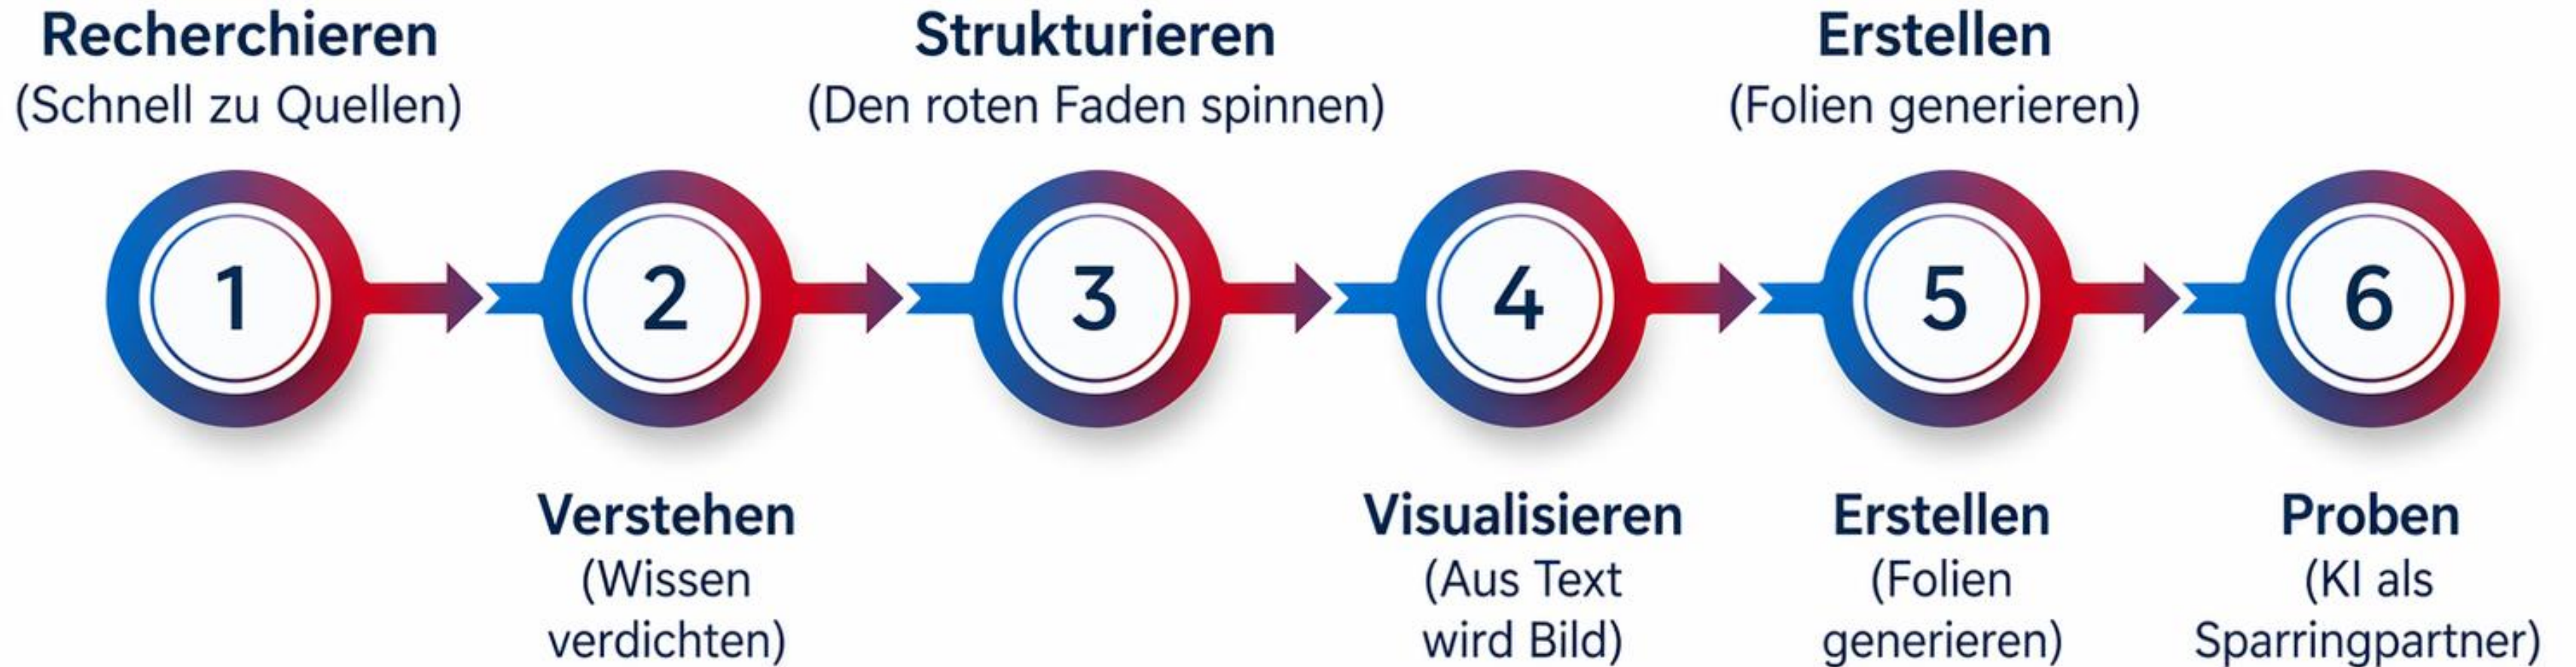 Recherchieren
(Schnell zu Quellen)
Strukturieren
(Den roten Faden spinnen)
Erstellen
(Folien generieren)
1
2
3
4
5
6
Verstehen
(Wissen
verdichten)
Visualisieren
(Aus Text
wird Bild)
Erstellen
(Folien
generieren)
Proben
(KI als
Sparringpartner)